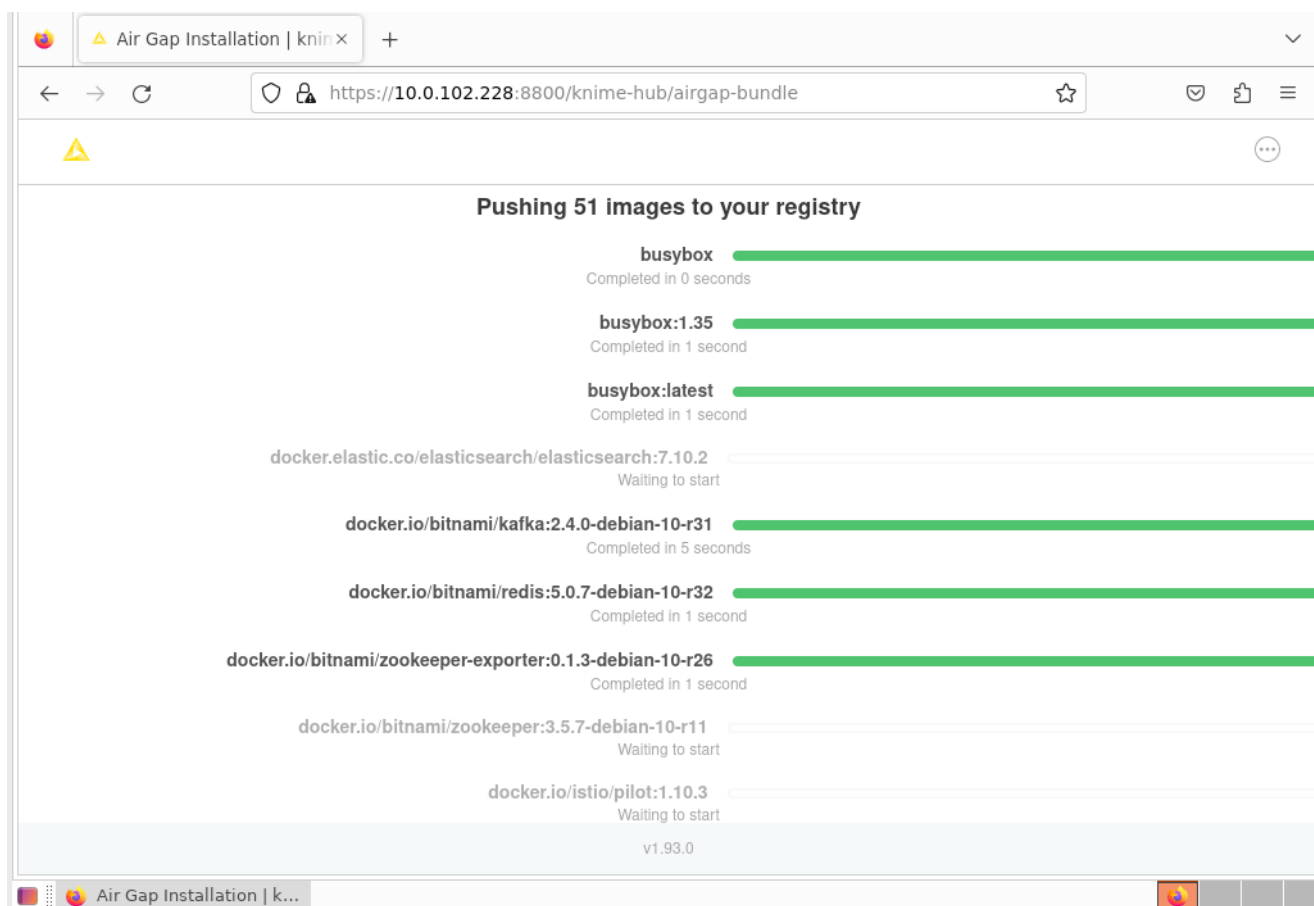 Air Gap Installation | knim
https://10.0.102.228:8800/knime-hub/airgap-bundle
Pushing 51 images to your registry
busybox
Completed in 0 seconds
busybox:1.35
Completed in 1 second
busybox:latest
Completed in 1 second
docker.elastic.co/elasticsearch/elasticsearch:7.10.2
Waiting to start
docker.io/bitnami/kafka:2.4.0-debian-10-r31
Completed in 5 seconds
docker.io/bitnami/redis:5.0.7-debian-10-r32
Completed in 1 second
docker.io/bitnami/zookeeper-exporter:0.1.3-debian-10-r26
Completed in 1 second
docker.io/bitnami/zookeeper:3.5.7-debian-10-r11
Waiting to start
docker.io/istio/pilot:1.10.3
Waiting to start
v1.93.0
Air Gap Installation | k...